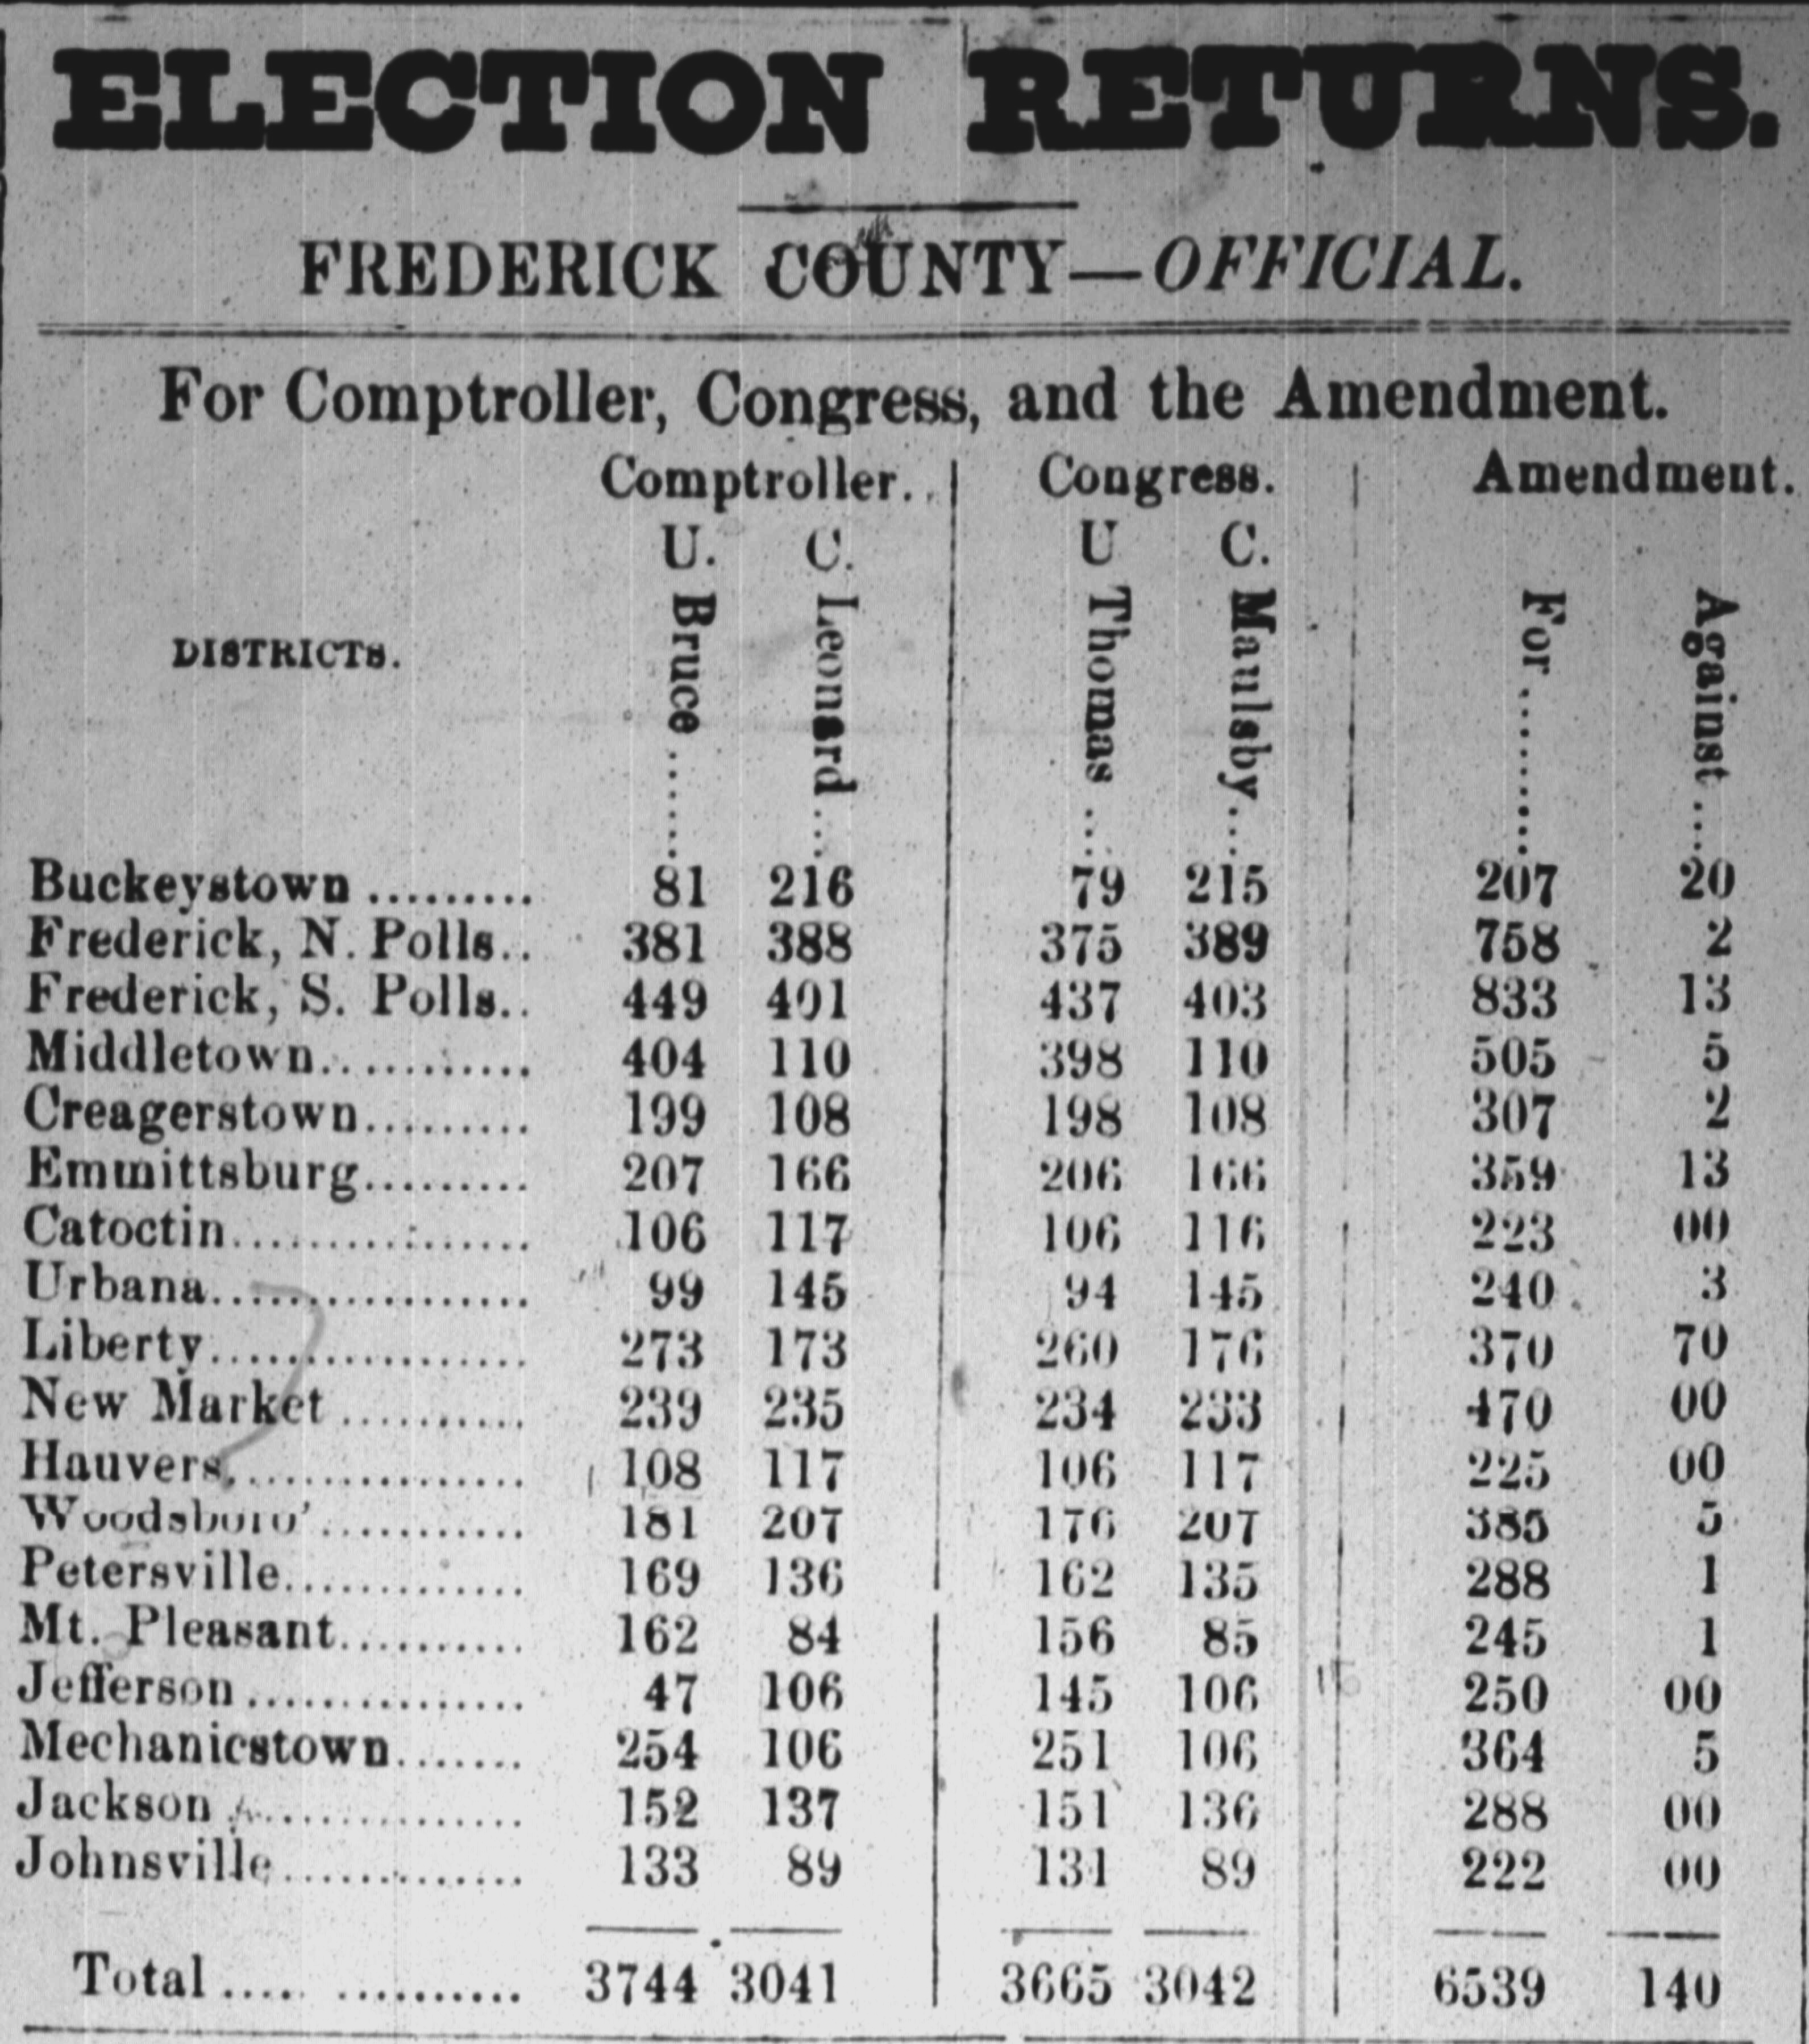 ELECTION RETURNS.
FREDERICK COUNTY—OFFICIAL.
For Comptroller, Congress, and the Amendment.
Comptroller. Congress. Amendment.
U. C. U C.
DISTRICTS. Bruce ...... Leonard ... Thomas ... Maulsby... For ........ Against ...
Buckeystown ......... 81 216 79 215 207 20
Frederick, N. Polls.. 381 388 375 389 758 2
Frederick, S. Polls.. 449 401 437 403 833 13
Middletown........... 404 110 398 110 505 5
Creagerstown......... 199 108 198 108 307 2
Emmittsburg......... 207 166 206 166 359 13
Catoctin................ 106 117 106 116 223 00
Urbana................. 99 145 94 145 240 3
Liberty................. 273 173 260 176 370 70
New Market .......... 239 235 234 233 470 00
Hauvers................ 108 117 106 117 225 00
Woodsboro'............ 181 207 176 207 385 5
Petersville............. 169 136 162 135 288 1
Mt. Pleasant.......... 162 84 156 85 245 1
Jefferson ............... 47 106 145 106 250 00
Mechanicstown....... 254 106 251 106 364 5
Jackson ............... 152 137 151 136 288 00
Johnsville............. 133 89 131 89 222 00
Total ..... .......... 3744 3041 3665 3042 6539 140